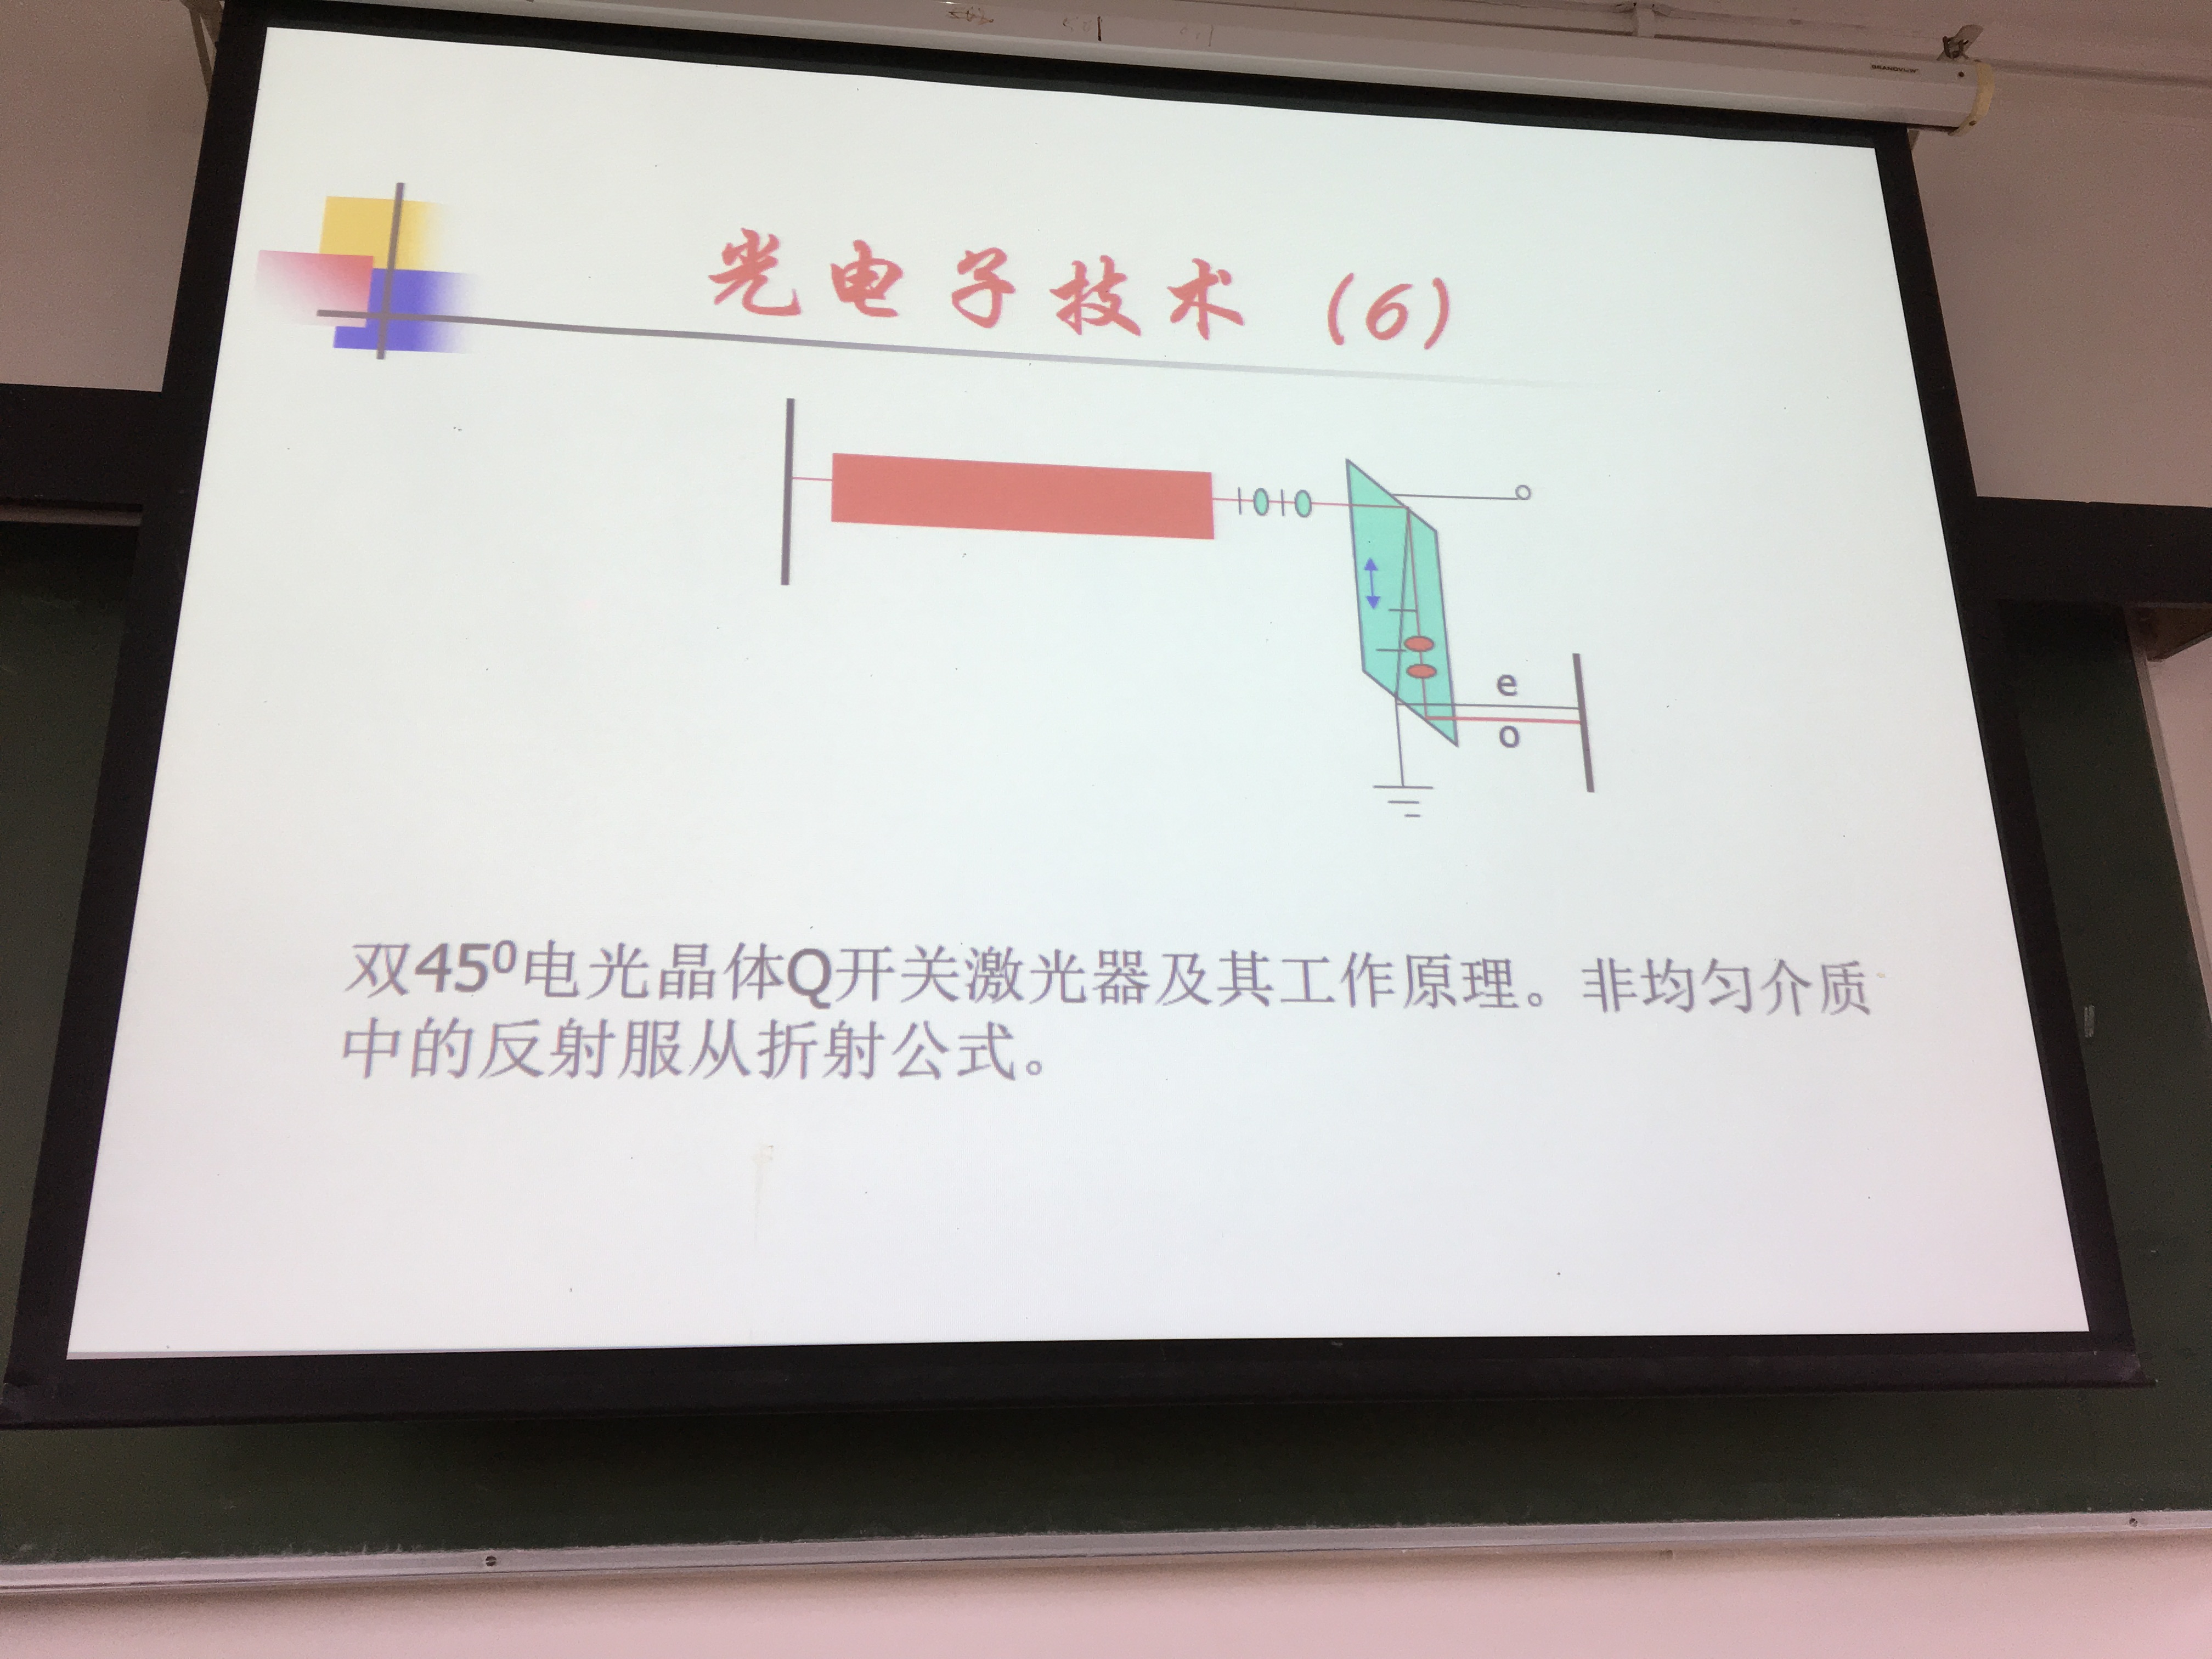 光电子技术（6）
e
o
双45⁰电光晶体Q开关激光器及其工作原理。非均匀介质
中的反射服从折射公式。